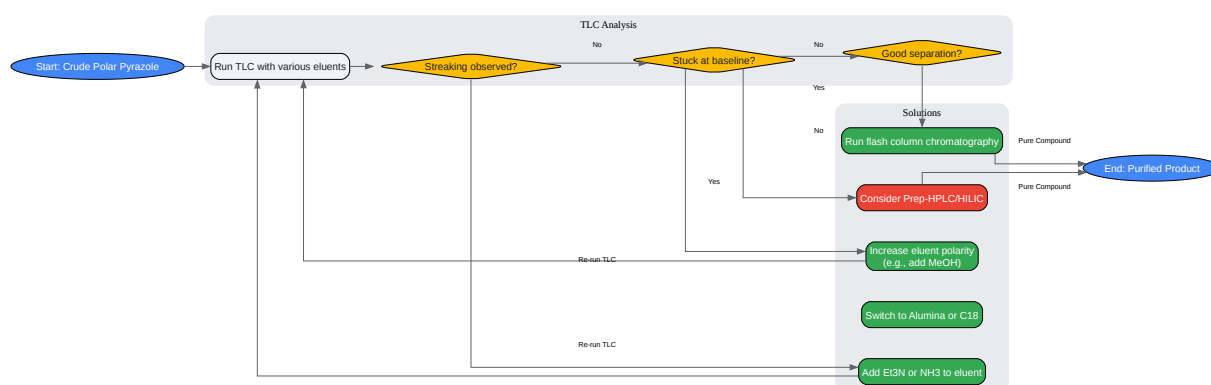 TLC Analysis
Start: Crude Polar Pyrazole
Run TLC with various eluents
Streaking observed?
No
Stuck at baseline?
No
Good separation?
Yes
Solutions
No
Run flash column chromatography
Pure Compound
End: Purified Product
Pure Compound
Yes
Consider Prep-HPLC/HILIC
Increase eluent polarity
(e.g., add MeOH)
Re-run TLC
Switch to Alumina or C18
Re-run TLC
Add Et3N or NH3 to eluent